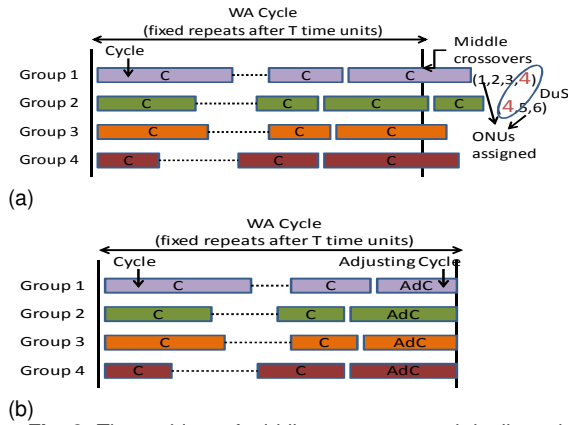 WA Cycle
(fixed repeats after T time units)
Cycle
Middle
crossovers
Group 1 C C C (1,2,3,4)
Group 2 C C C C (4,5,6) DuS
Group 3 C C C
ONUs
assigned
Group 4 C C C
(a)
WA Cycle
(fixed repeats after T time units)
Cycle Adjusting Cycle
Group 1 C C AdC
Group 2 C C AdC
Group 3 C C AdC
Group 4 C C AdC
(b)